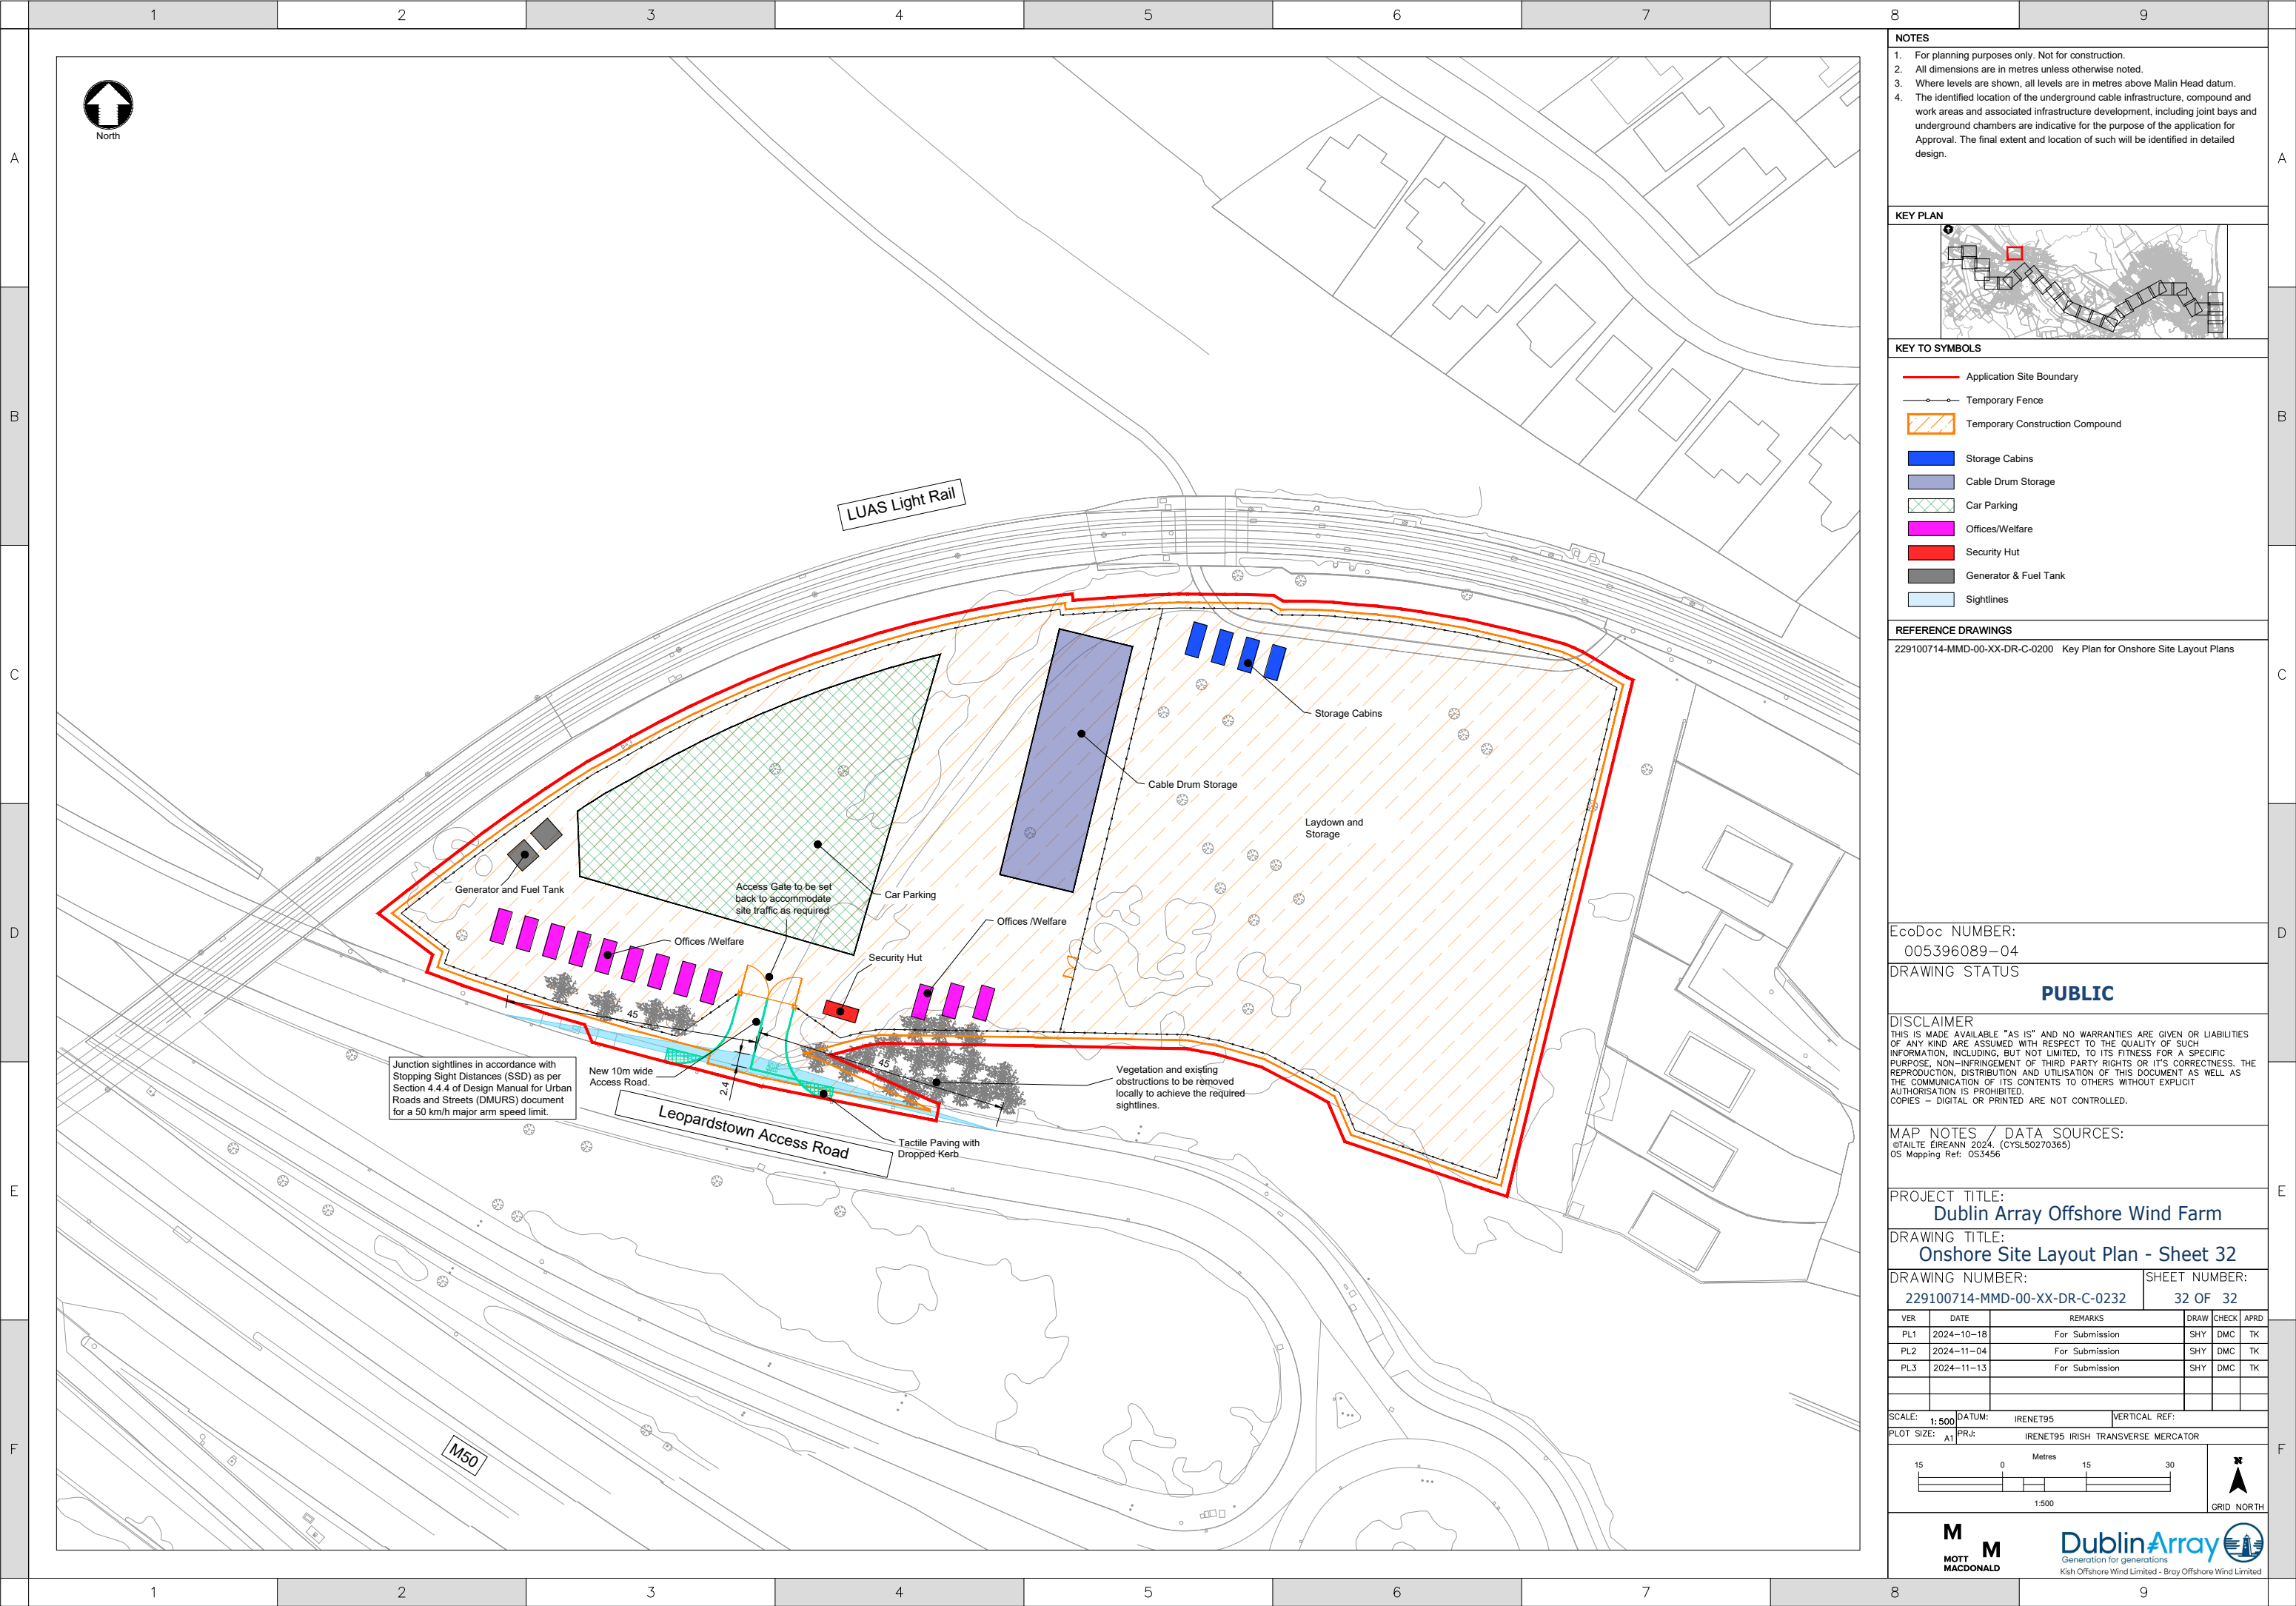 1 2 3 4 5 6 7 8 9
A
B
C
D
E
F
North
LUAS Light Rail
Storage Cabins
Cable Drum Storage
Laydown and
Storage
Generator and Fuel Tank
Access Gate to be set
back to accommodate
site traffic as required
Car Parking
Offices /Welfare
Offices /Welfare
Security Hut
45
45
2.4
Junction sightlines in accordance with
Stopping Sight Distances (SSD) as per
Section 4.4.4 of Design Manual for Urban
Roads and Streets (DMURS) document
for a 50 km/h major arm speed limit.
New 10m wide
Access Road.
Vegetation and existing
obstructions to be removed
locally to achieve the required
sightlines.
Leopardstown Access Road
Tactile Paving with
Dropped Kerb
M50
NOTES
1. For planning purposes only. Not for construction.
2. All dimensions are in metres unless otherwise noted.
3. Where levels are shown, all levels are in metres above Malin Head datum.
4. The identified location of the underground cable infrastructure, compound and
work areas and associated infrastructure development, including joint bays and
underground chambers are indicative for the purpose of the application for
Approval. The final extent and location of such will be identified in detailed
design.
KEY PLAN
KEY TO SYMBOLS
Application Site Boundary
Temporary Fence
Temporary Construction Compound
Storage Cabins
Cable Drum Storage
Car Parking
Offices/Welfare
Security Hut
Generator & Fuel Tank
Sightlines
REFERENCE DRAWINGS
229100714-MMD-00-XX-DR-C-0200 Key Plan for Onshore Site Layout Plans
EcoDoc NUMBER:
005396089-04
DRAWING STATUS
PUBLIC
DISCLAIMER
THIS IS MADE AVAILABLE "AS IS" AND NO WARRANTIES ARE GIVEN OR LIABILITIES
OF ANY KIND ARE ASSUMED WITH RESPECT TO THE QUALITY OF SUCH
INFORMATION, INCLUDING, BUT NOT LIMITED, TO ITS FITNESS FOR A SPECIFIC
PURPOSE, NON-INFRINGEMENT OF THIRD PARTY RIGHTS OR IT'S CORRECTNESS. THE
REPRODUCTION, DISTRIBUTION AND UTILISATION OF THIS DOCUMENT AS WELL AS
THE COMMUNICATION OF ITS CONTENTS TO OTHERS WITHOUT EXPLICIT
AUTHORISATION IS PROHIBITED.
COPIES - DIGITAL OR PRINTED ARE NOT CONTROLLED.
MAP NOTES / DATA SOURCES:
©TAILTE ÉIREANN 2024. (CYSL50270365)
OS Mapping Ref: OS3456
PROJECT TITLE:
Dublin Array Offshore Wind Farm
DRAWING TITLE:
Onshore Site Layout Plan - Sheet 32
DRAWING NUMBER: SHEET NUMBER:
229100714-MMD-00-XX-DR-C-0232 32 OF 32
VER DATE REMARKS DRAW CHECK APRD
PL1 2024-10-18 For Submission SHY DMC TK
PL2 2024-11-04 For Submission SHY DMC TK
PL3 2024-11-13 For Submission SHY DMC TK
SCALE: 1:500 DATUM: IRENET95 VERTICAL REF:
PLOT SIZE: A1 PRJ: IRENET95 IRISH TRANSVERSE MERCATOR
Metres
15 0 15 30
1:500
N
GRID NORTH
M
M
MOTT
MACDONALD
DublinArray
Generation for generations
Kish Offshore Wind Limited - Bray Offshore Wind Limited
A
B
C
D
E
F
1 2 3 4 5 6 7 8 9